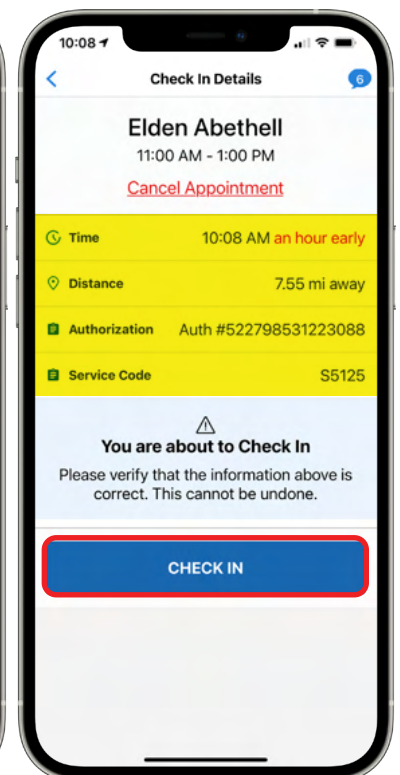 10:08
Check In Details
6
Elden Abethell
11:00 AM - 1:00 PM
Cancel Appointment
Time 10:08 AM an hour early
Distance 7.55 mi away
Authorization Auth #522798531223088
Service Code S5125
You are about to Check In
Please verify that the information above is
correct. This cannot be undone.
CHECK IN